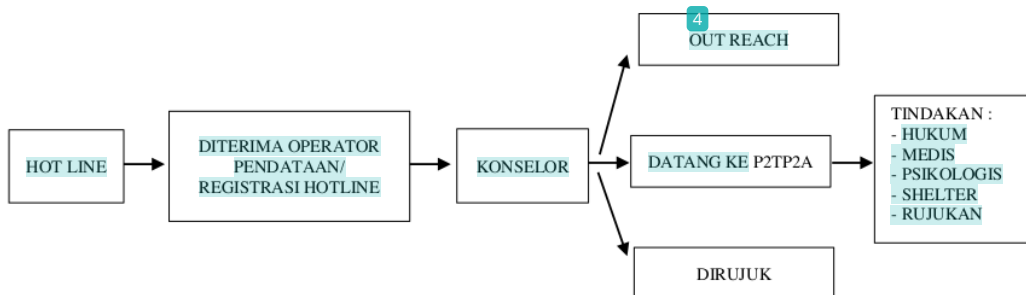 4
OUT REACH
HOT LINE
DITERIMA OPERATOR
PENDATAAN/
REGISTRASI HOTLINE
KONSELOR
DATANG KE P2TP2A
TINDAKAN :
- HUKUM
- MEDIS
- PSIKOLOGIS
- SHELTER
- RUJUKAN
DIRUJUK